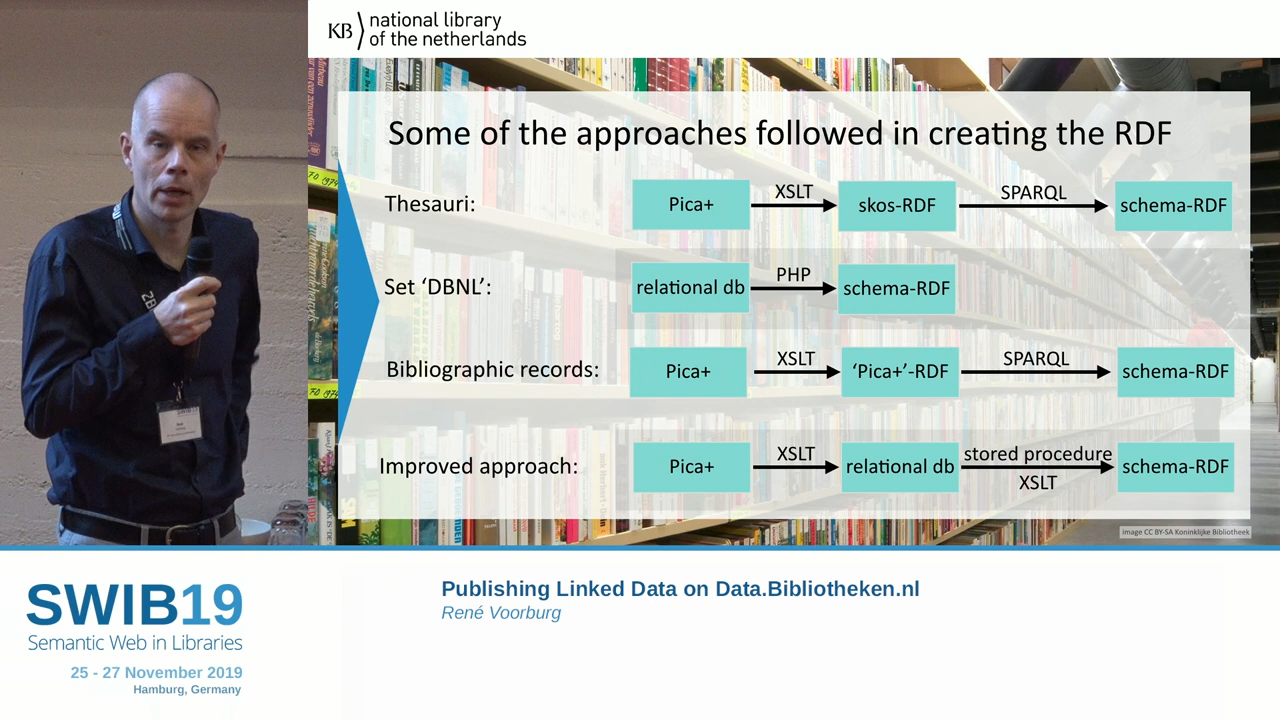 KB
national library
of the netherlands
Some of the approaches followed in creating the RDF
Thesauri:
Pica+
XSLT
skos-RDF
SPARQL
schema-RDF
Set ‘DBNL’:
relational db
PHP
schema-RDF
Bibliographic records:
Pica+
XSLT
‘Pica+’-RDF
SPARQL
schema-RDF
Improved approach:
Pica+
XSLT
relational db
stored procedure
XSLT
schema-RDF
image CC BY-SA Koninklijke Bibliotheek
SWIB19
SWIB19
Semantic Web in Libraries
25 - 27 November 2019
Hamburg, Germany
Publishing Linked Data on Data.Bibliotheken.nl
René Voorburg